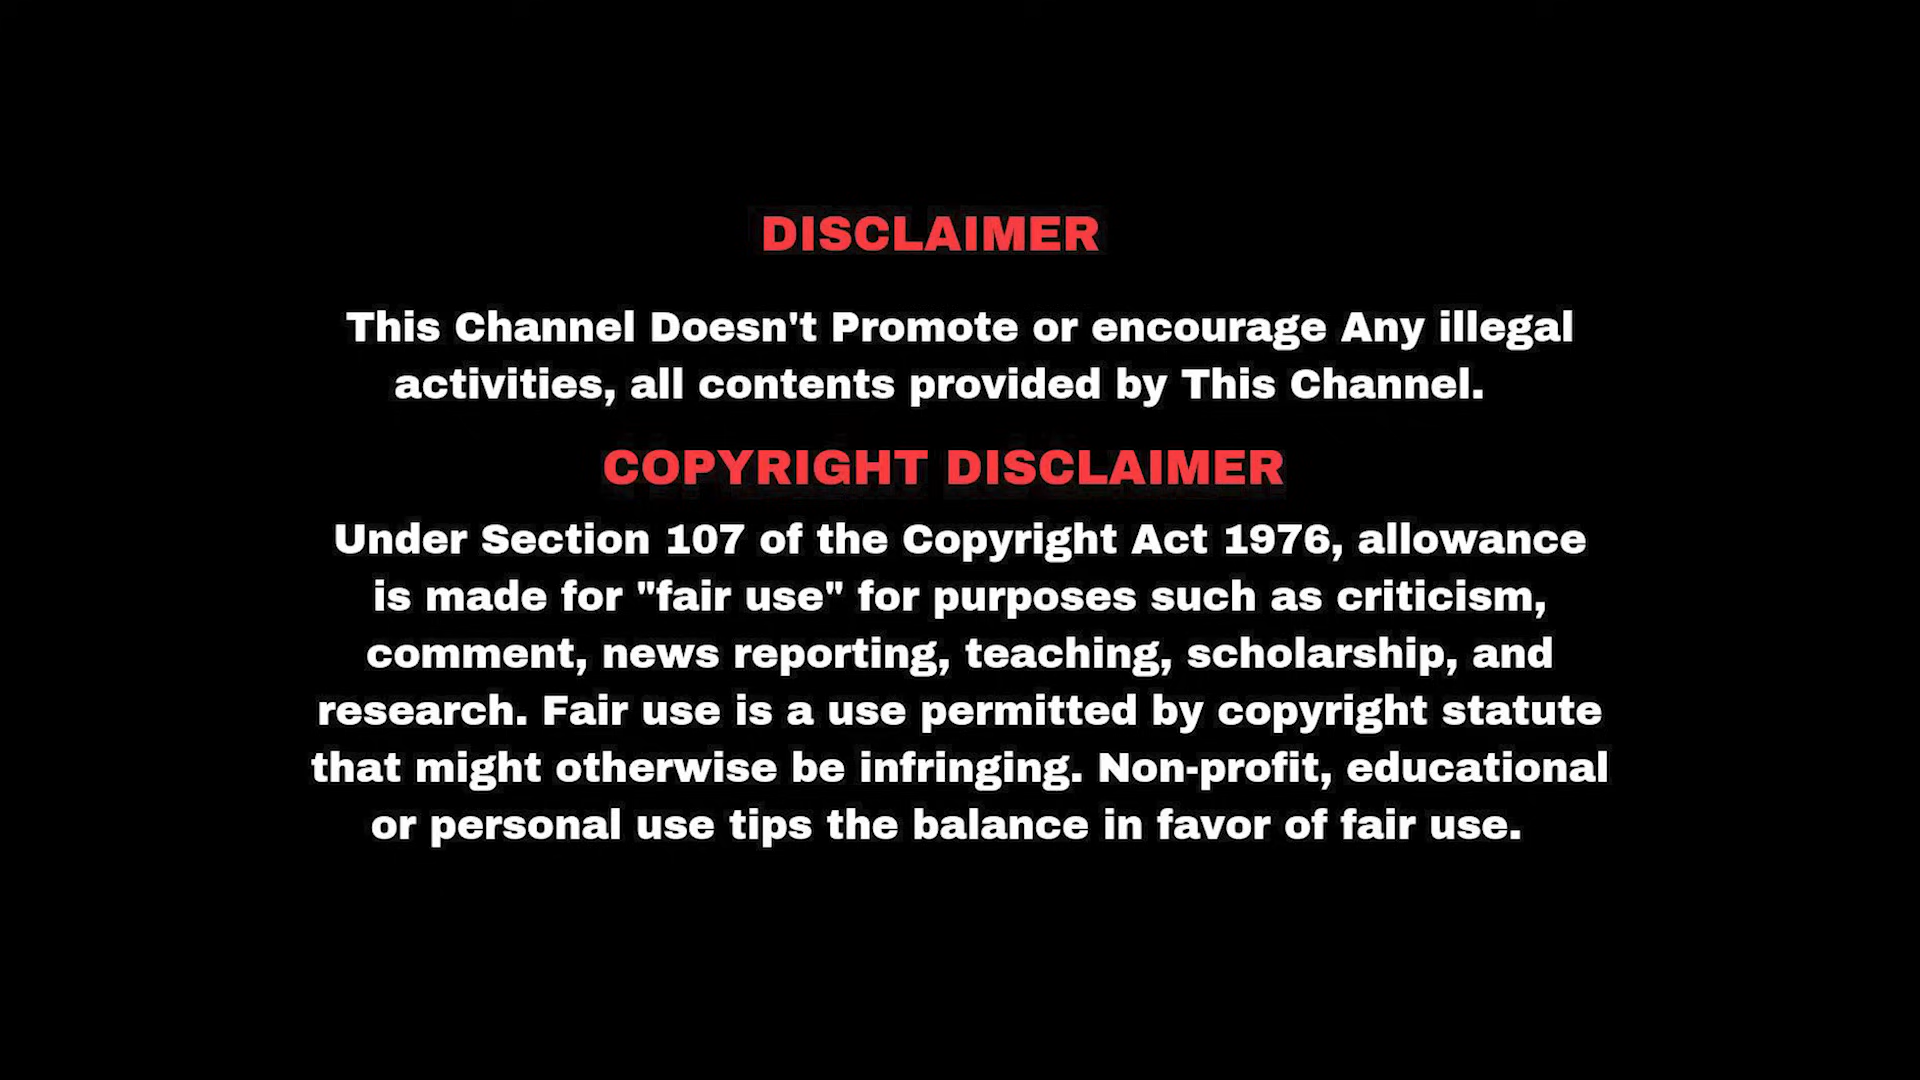 DISCLAIMER
This Channel Doesn't Promote or encourage Any illegal
activities, all contents provided by This Channel.
COPYRIGHT DISCLAIMER
Under Section 107 of the Copyright Act 1976, allowance
is made for "fair use" for purposes such as criticism,
comment, news reporting, teaching, scholarship, and
research. Fair use is a use permitted by copyright statute
that might otherwise be infringing. Non-profit, educational
or personal use tips the balance in favor of fair use.